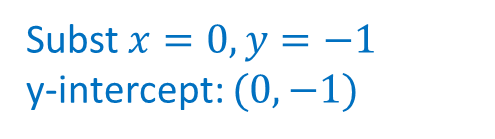 Subst x = 0, y = −1
y-intercept: (0, −1)